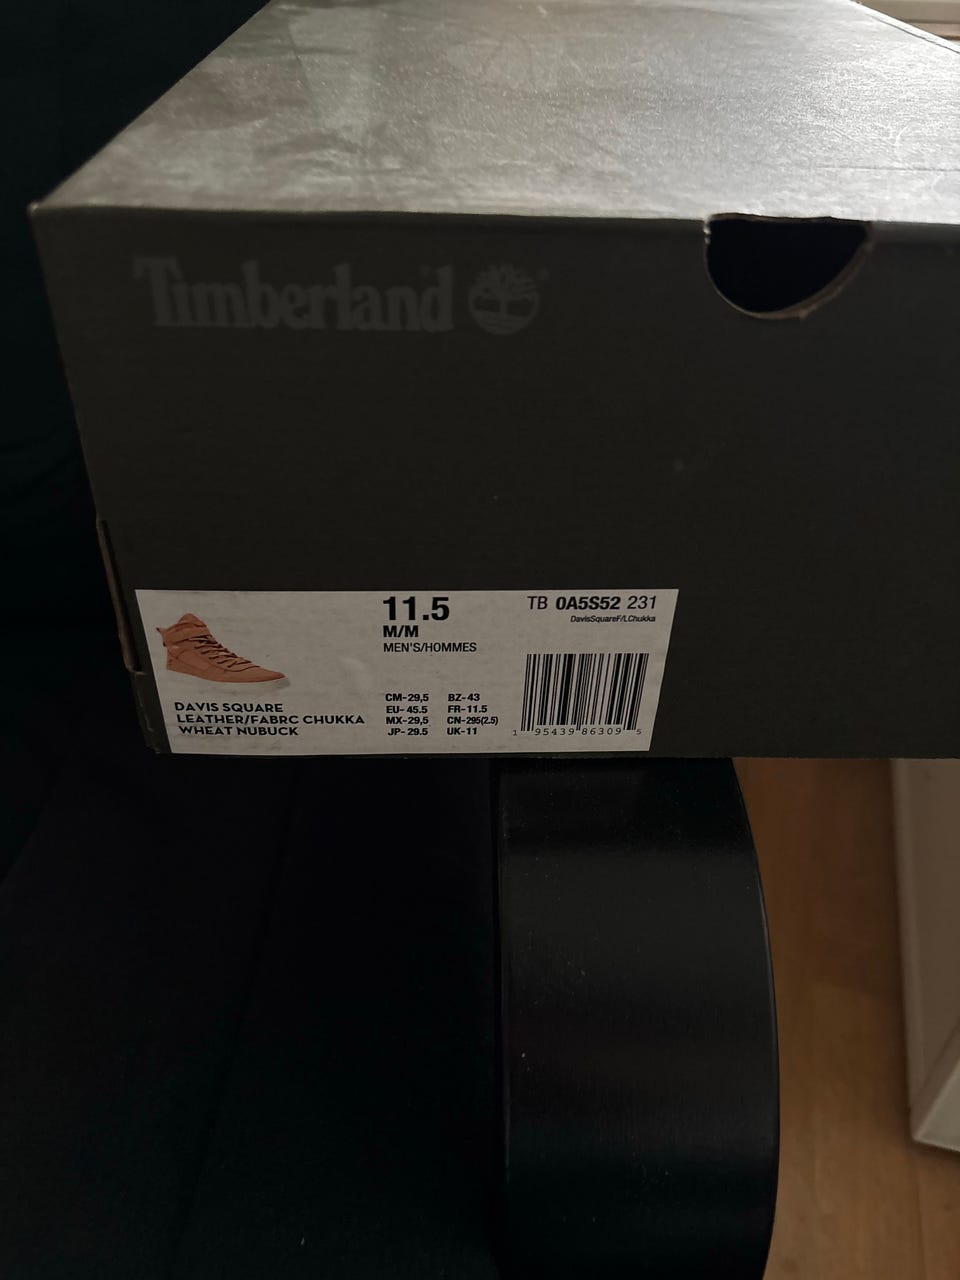 Timberland
11.5
M/M
MEN'S/HOMMES
TB 0A5S52 231
DavisSquareF/LChukka
DAVIS SQUARE
LEATHER/FABRC CHUKKA
WHEAT NUBUCK
CM-29,5 BZ-43
EU-45.5 FR-11.5
MX-29,5 CN-295(2.5)
JP-29.5 UK-11
1 95439 86309 5